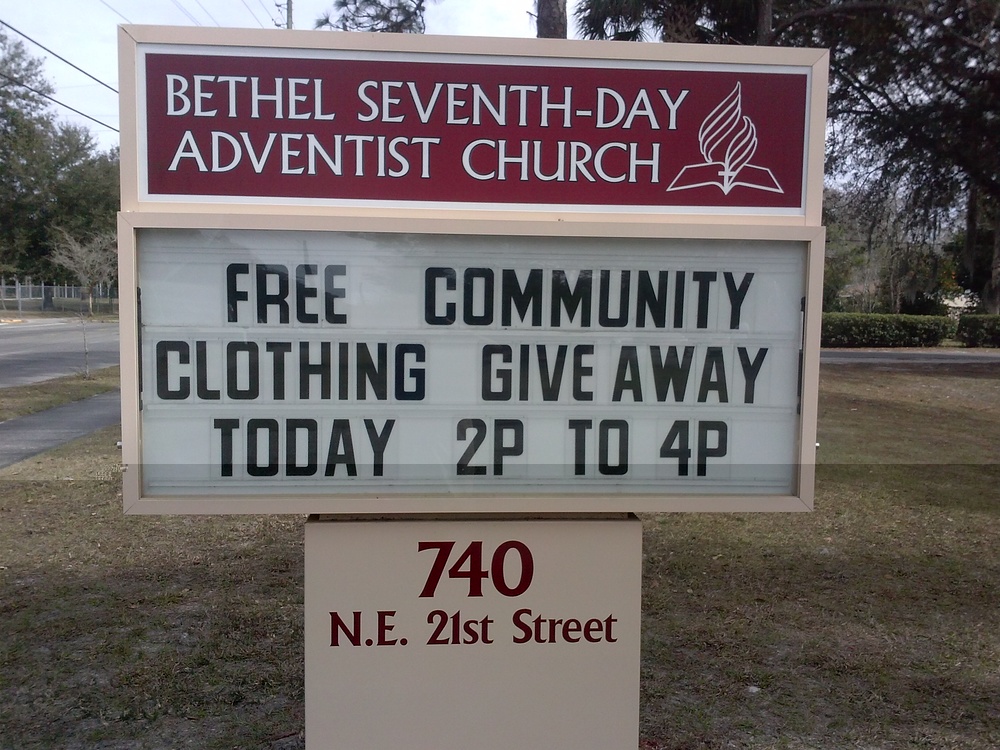 BETHEL SEVENTH-DAY
ADVENTIST CHURCH
FREE COMMUNITY
CLOTHING GIVE AWAY
TODAY 2P TO 4P
740
N.E. 21st Street